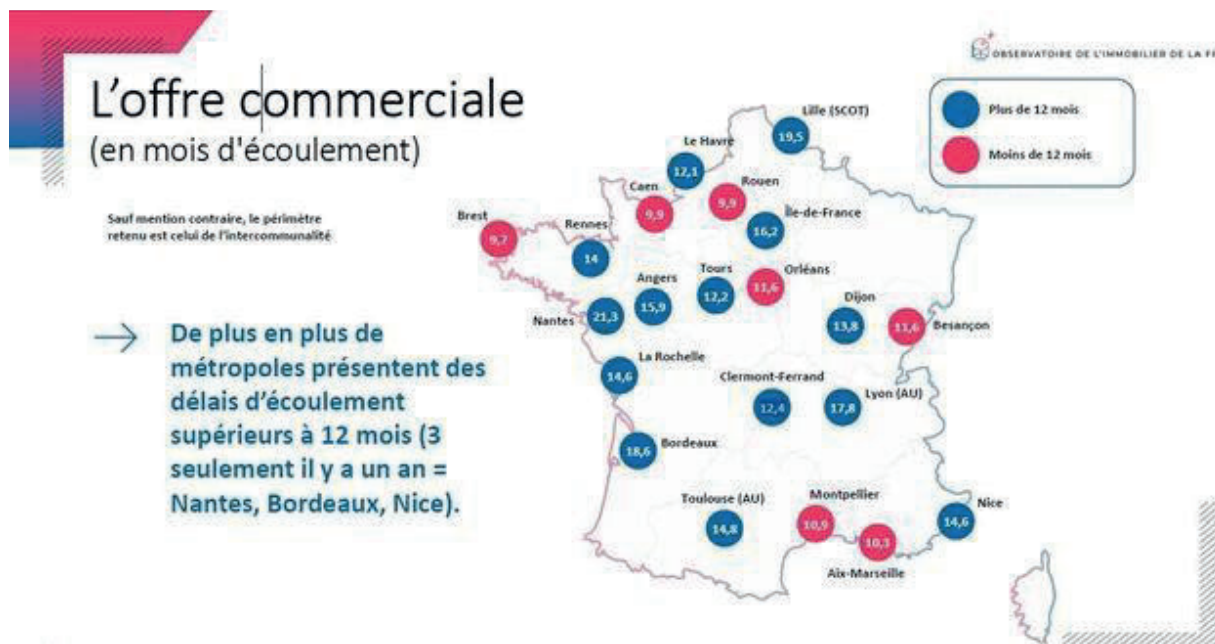 OBSERVATOIRE DE L'IMMOBILIER DE LA F
L'offre commerciale
(en mois d'écoulement)
Plus de 12 mois
Moins de 12 mois
Sauf mention contraire, le périmètre
retenu est celui de l'intercommunalité
De plus en plus de
métropoles présentent des
délais d'écoulement
supérieurs à 12 mois (3
seulement il y a un an =
Nantes, Bordeaux, Nice).
Lille (SCOT)
19,5
Le Havre
12,1
Caen
9,9
Rouen
9,9
Île-de-France
16,2
Brest
9,7
Rennes
14
Angers
15,9
Tours
12,2
Orléans
11,6
Dijon
13,8
Besançon
11,6
Nantes
21,3
La Rochelle
14,6
Clermont-Ferrand
12,4
Lyon (AU)
17,8
Bordeaux
18,6
Toulouse (AU)
14,8
Montpellier
10,9
Aix-Marseille
10,3
Nice
14,6